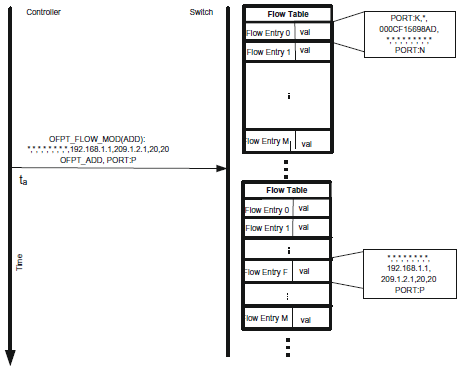 Controller
Switch
Flow Table
Flow Entry 0 val
Flow Entry 1 val
Flow Entry M val
PORT:K,*,
000CF15698AD,
*,*,*,*,*,*,*,*,*
PORT:N
OFPT_FLOW_MOD(ADD):
*,*,*,*,*,*,*,*,192.168.1.1,209.1.2.1,20,20
OFPT_ADD, PORT:P
ta
Time
Flow Table
Flow Entry 0 val
Flow Entry 1 val
Flow Entry F val
Flow Entry M val
*,*,*,*,*,*,*,*,
192.168.1.1,
209.1.2.1,20,20
PORT:P